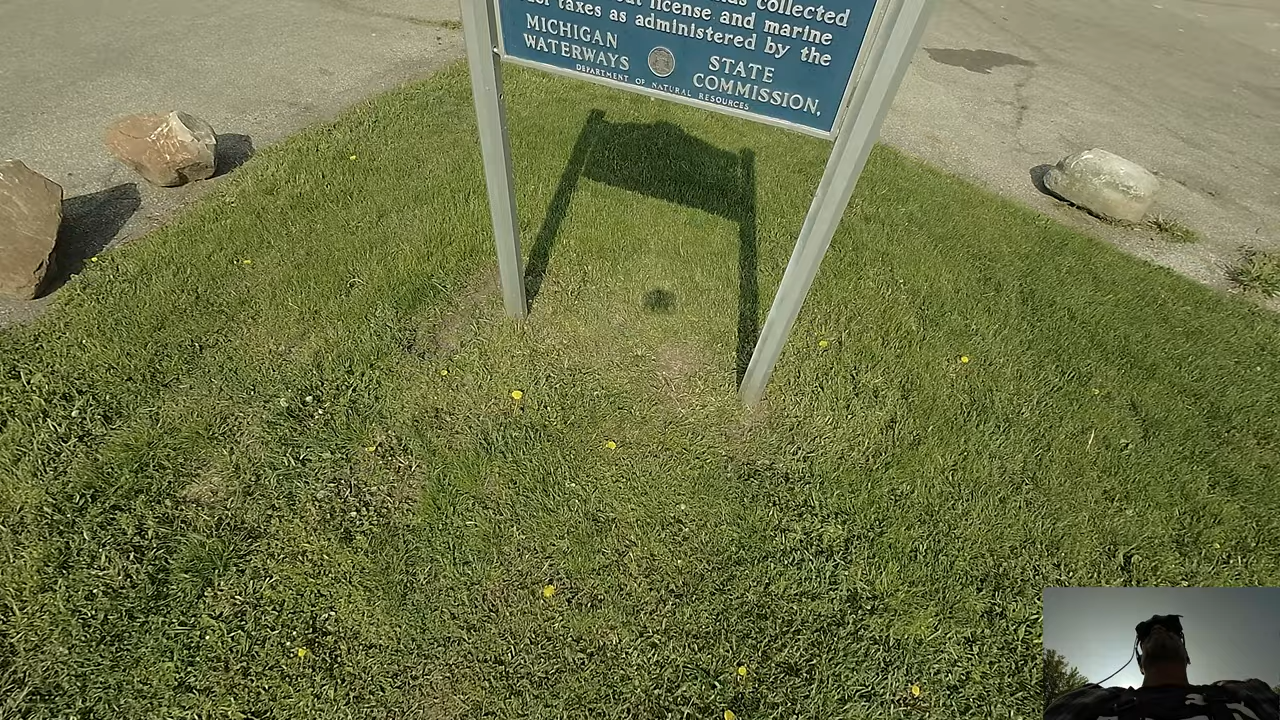 collected
license and marine
taxes as administered by the
MICHIGAN STATE
WATERWAYS COMMISSION,
DEPARTMENT OF NATURAL RESOURCES